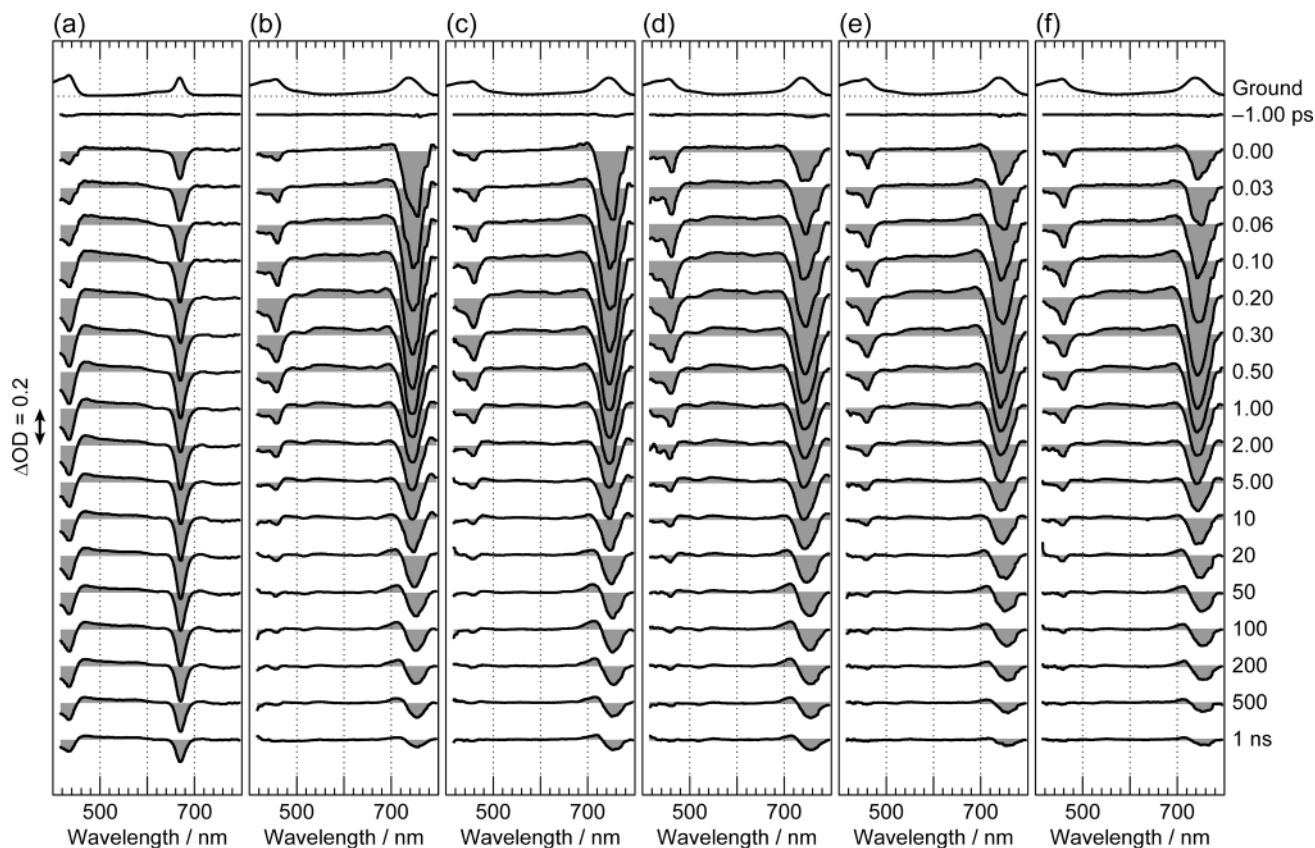 (a) (b) (c) (d) (e) (f)
Ground
–1.00 ps
0.00
0.03
0.06
0.10
0.20
0.30
0.50
1.00
2.00
5.00
10
20
50
100
200
500
1 ns
ΔOD = 0.2
500 700 500 700 500 700 500 700 500 700 500 700
Wavelength / nm Wavelength / nm Wavelength / nm Wavelength / nm Wavelength / nm Wavelength / nm